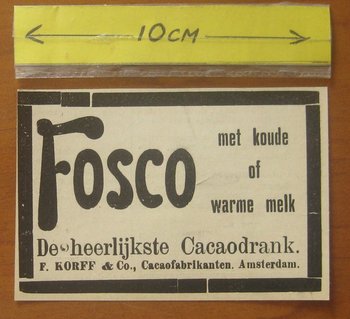 10CM
Fosco
met koude
of
warme melk
De heerlijkste Cacaodrank.
F. KORFF & Co., Cacaofabrikanten. Amsterdam.